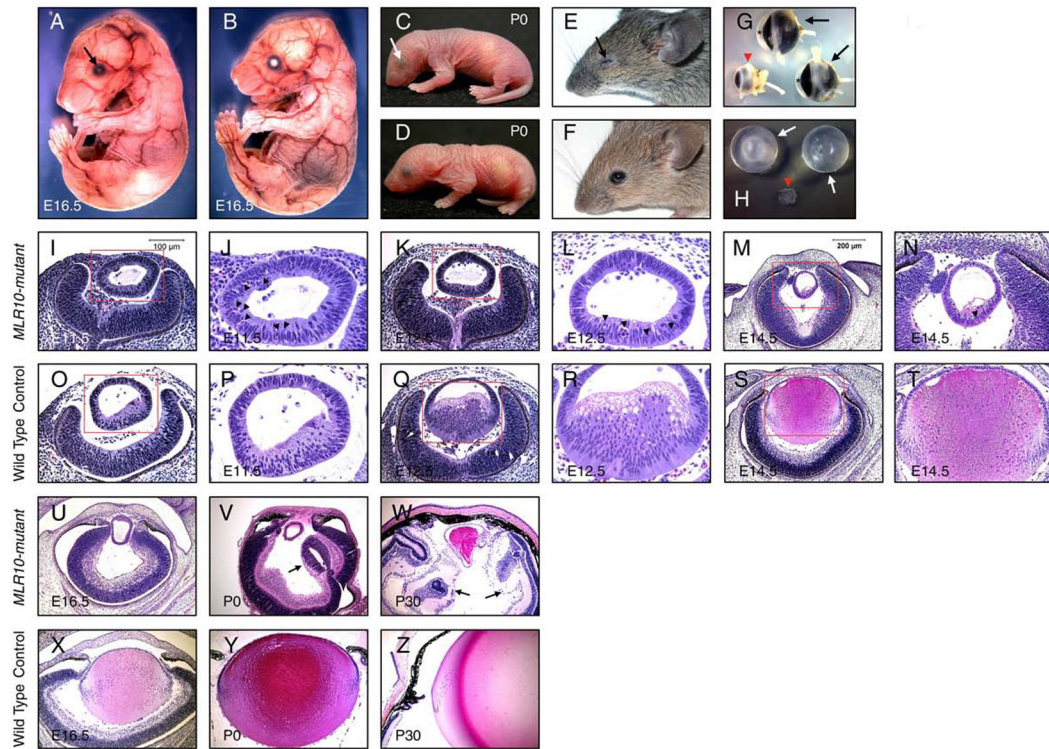 A B C P0 E G
E16.5 E16.5 D P0 F H
MLR10-mutant
I 100 µm J K L M 200 µm N
E11.5 E11.5 E12.5 E12.5 E14.5 E14.5
Wild Type Control
O P Q R S T
E11.5 E11.5 E12.5 E12.5 E14.5 E14.5
MLR10-mutant
U V W
E16.5 P0 P30
Wild Type Control
X Y Z
E16.5 P0 P30